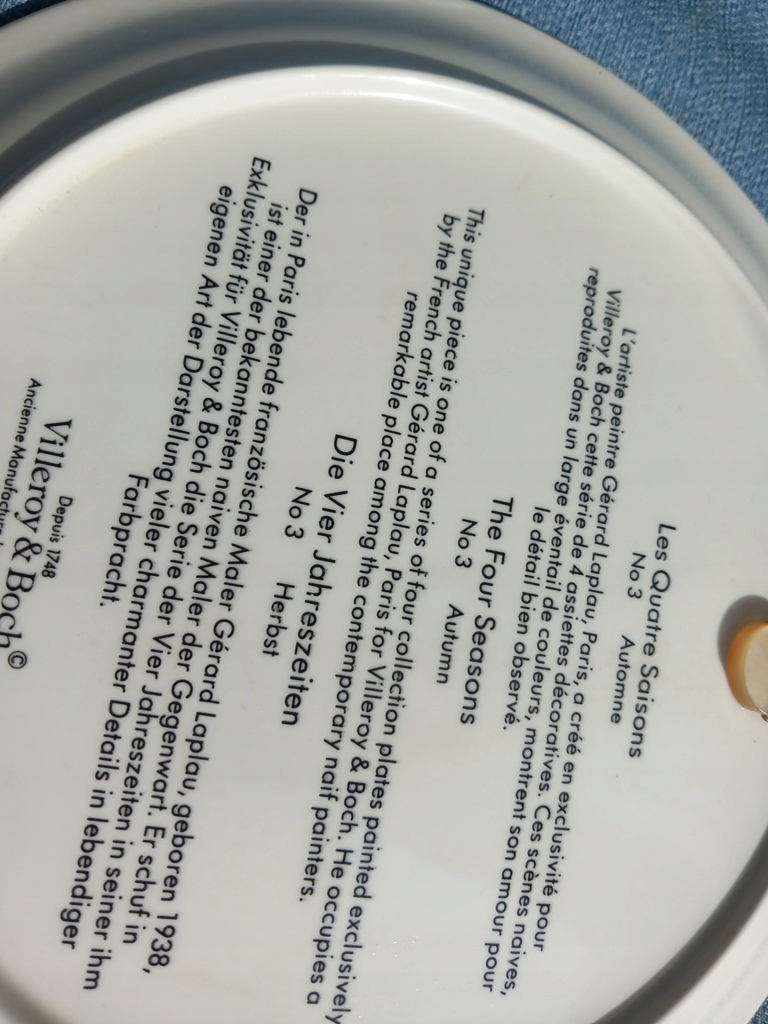 Les Quatre Saisons
No 3 Automne
L'artiste peintre Gérard Laplau, Paris, a créé en exclusivité pour
Villeroy & Boch cette série de 4 assiettes décoratives. Ces scènes naives,
reproduites dans un large éventail de couleurs, montrent son amour pour
le détail bien observé.
The Four Seasons
No 3 Autumn
This unique piece is one of a series of four collection plates painted exclusively
by the French artist Gérard Laplau, Paris for Villeroy & Boch. He occupies a
remarkable place among the contemporary naif painters.
Die Vier Jahreszeiten
No 3 Herbst
Der in Paris lebende französische Maler Gérard Laplau, geboren 1938,
ist einer der bekanntesten naiven Maler der Gegenwart. Er schuf in
Exklusivität für Villeroy & Boch die Serie der Vier Jahreszeiten in seiner ihm
eigenen Art der Darstellung vieler charmanter Details in lebendiger
Farbpracht.
Depuis 1748
Villeroy & Boch©
Ancienne Manufacture